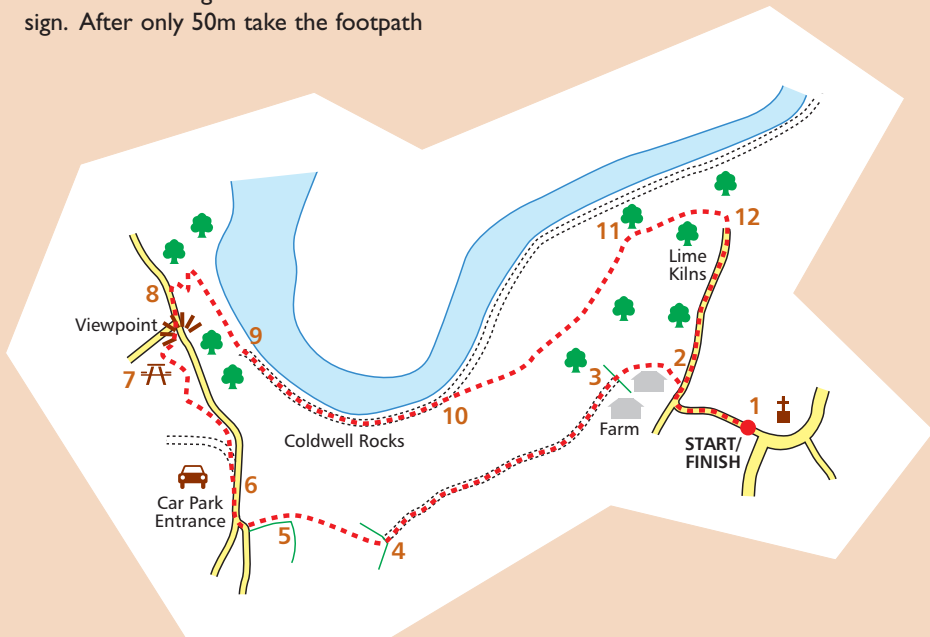 sign. After only 50m take the footpath
12
11
Lime
Kilns
8
Viewpoint
9
7
2
3
1
10
Farm
Coldwell Rocks
START/
FINISH
6
Car Park
Entrance
5
4